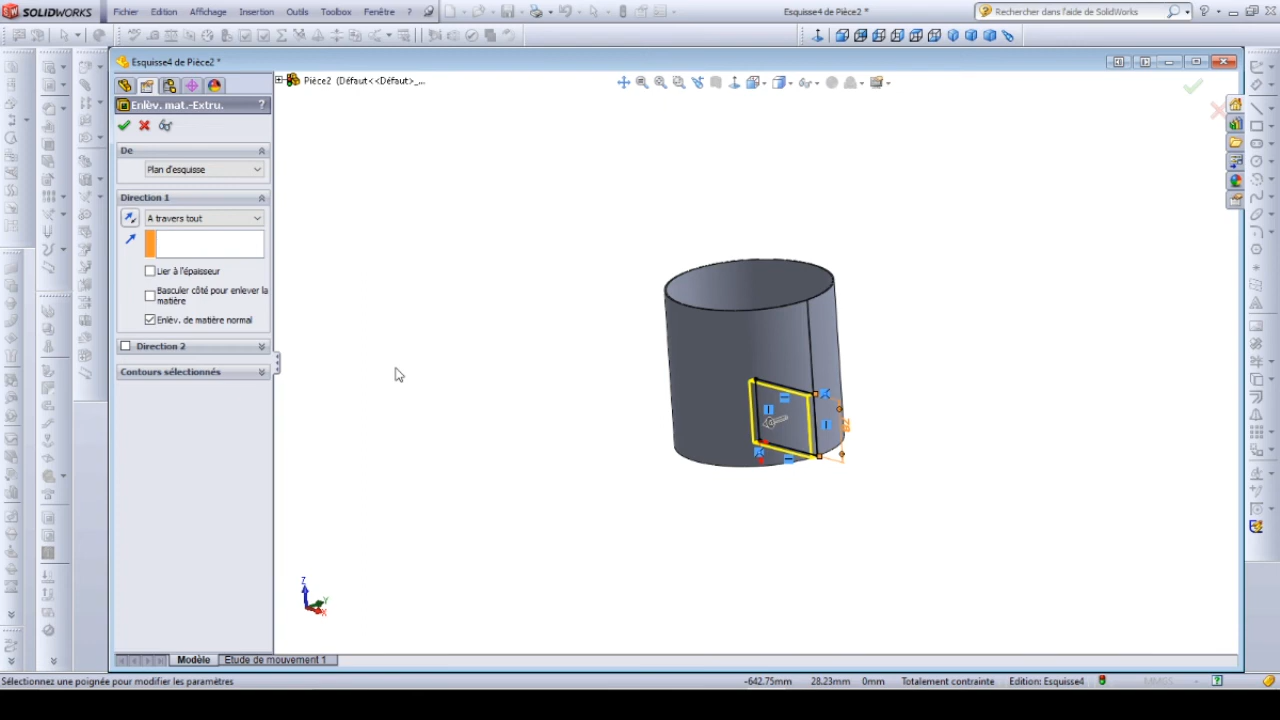 SOLIDWORKS Fichier Edition Affichage Insertion Outils Toolbox Fenêtre ? Esquisse4 de Pièce2 * Rechercher dans l'aide de SolidWorks ?
Esquisse4 de Pièce2 *
Pièce2 (Défaut<<Défaut>_...
Enlèv. mat.-Extru. ?
De
Plan d'esquisse
Direction 1
A travers tout
Lier à l'épaisseur
Basculer côté pour enlever la
matière
Enlèv. de matière normal
Direction 2
Contours sélectionnés
Z
Y
X
Modèle Etude de mouvement 1
Sélectionnez une poignée pour modifier les paramètres -642.75mm 28.23mm 0mm Totalement contrainte Edition: Esquisse4 MMGS ?